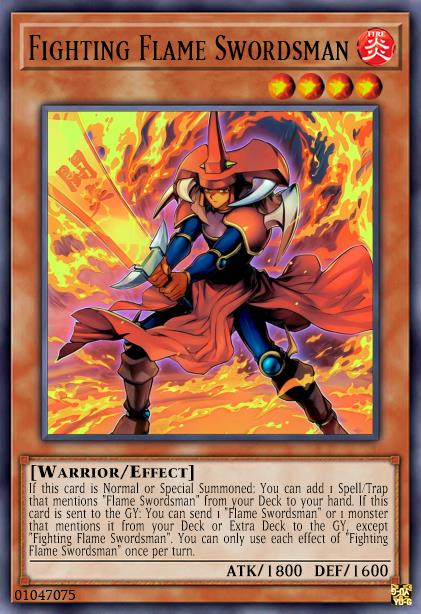 FIGHTING FLAME SWORDSMAN
FIRE
炎
[WARRIOR/EFFECT]
If this card is Normal or Special Summoned: You can add 1 Spell/Trap
that mentions "Flame Swordsman" from your Deck to your hand. If this
card is sent to the GY: You can send 1 "Flame Swordsman" or 1 monster
that mentions it from your Deck or Extra Deck to the GY, except
"Fighting Flame Swordsman". You can only use each effect of "Fighting
Flame Swordsman" once per turn.
ATK/1800 DEF/1600
01047075